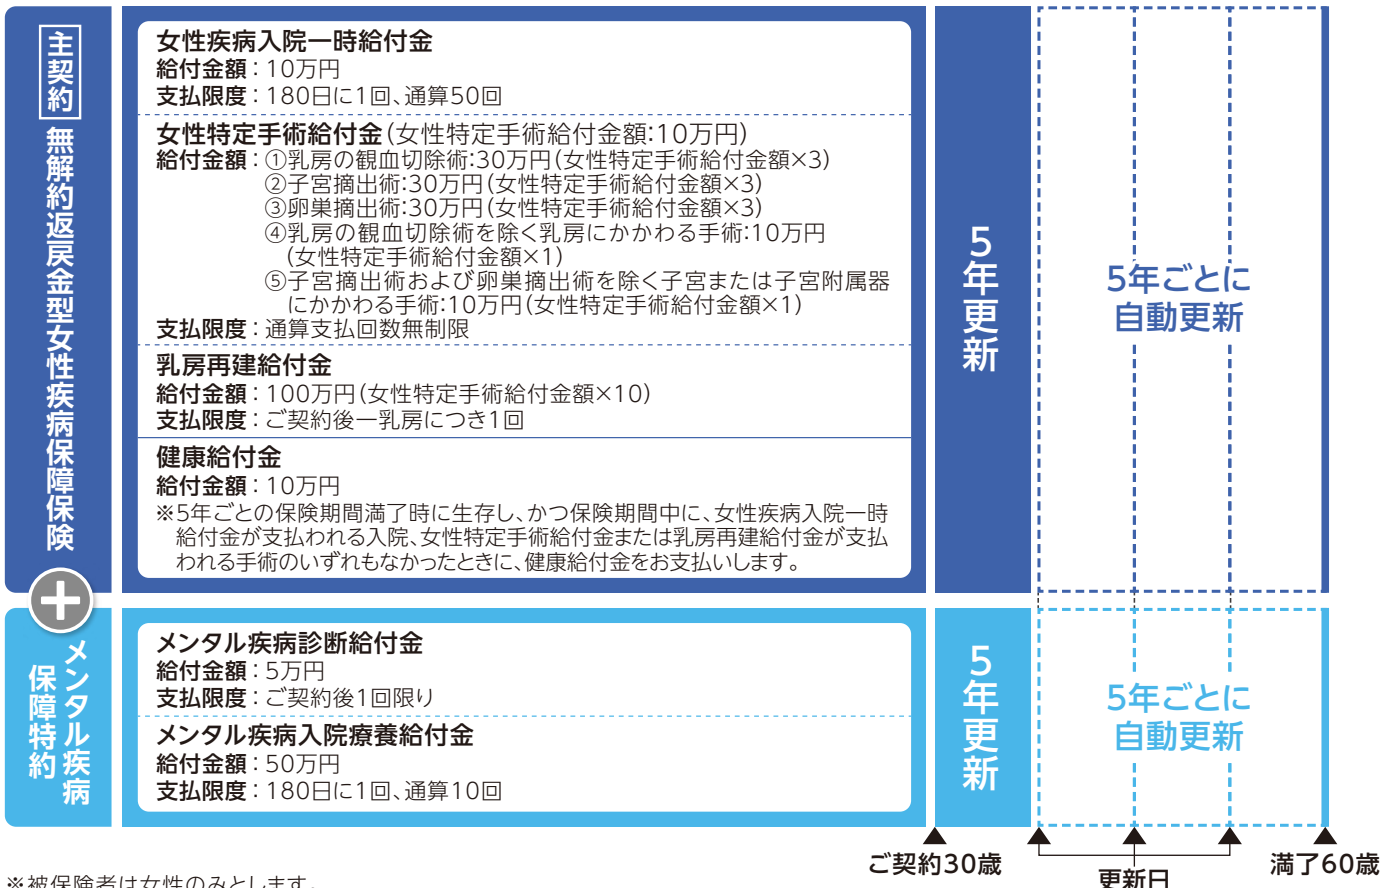 主契約
無解約返戻金型女性疾病保障保険
女性疾病入院一時給付金
給付金額：10万円
支払限度：180日に1回、通算50回
女性特定手術給付金（女性特定手術給付金額:10万円）
給付金額：①乳房の観血切除術:30万円（女性特定手術給付金額×3）
②子宮摘出術:30万円（女性特定手術給付金額×3）
③卵巣摘出術:30万円（女性特定手術給付金額×3）
④乳房の観血切除術を除く乳房にかかわる手術:10万円
（女性特定手術給付金額×1）
⑤子宮摘出術および卵巣摘出術を除く子宮または子宮附属器
にかかわる手術:10万円（女性特定手術給付金額×1）
支払限度：通算支払回数無制限
乳房再建給付金
給付金額：100万円（女性特定手術給付金額×10）
支払限度：ご契約後一乳房につき1回
健康給付金
給付金額：10万円
※5年ごとの保険期間満了時に生存し、かつ保険期間中に、女性疾病入院一時
給付金が支払われる入院、女性特定手術給付金または乳房再建給付金が支払
われる手術のいずれもなかったときに、健康給付金をお支払いします。
5年更新
5年ごとに
自動更新
＋
メンタル疾病
保障特約
メンタル疾病診断給付金
給付金額：5万円
支払限度：ご契約後1回限り
メンタル疾病入院療養給付金
給付金額：50万円
支払限度：180日に1回、通算10回
5年更新
5年ごとに
自動更新
ご契約30歳
更新日
満了60歳
※被保険者は女性のみとします。